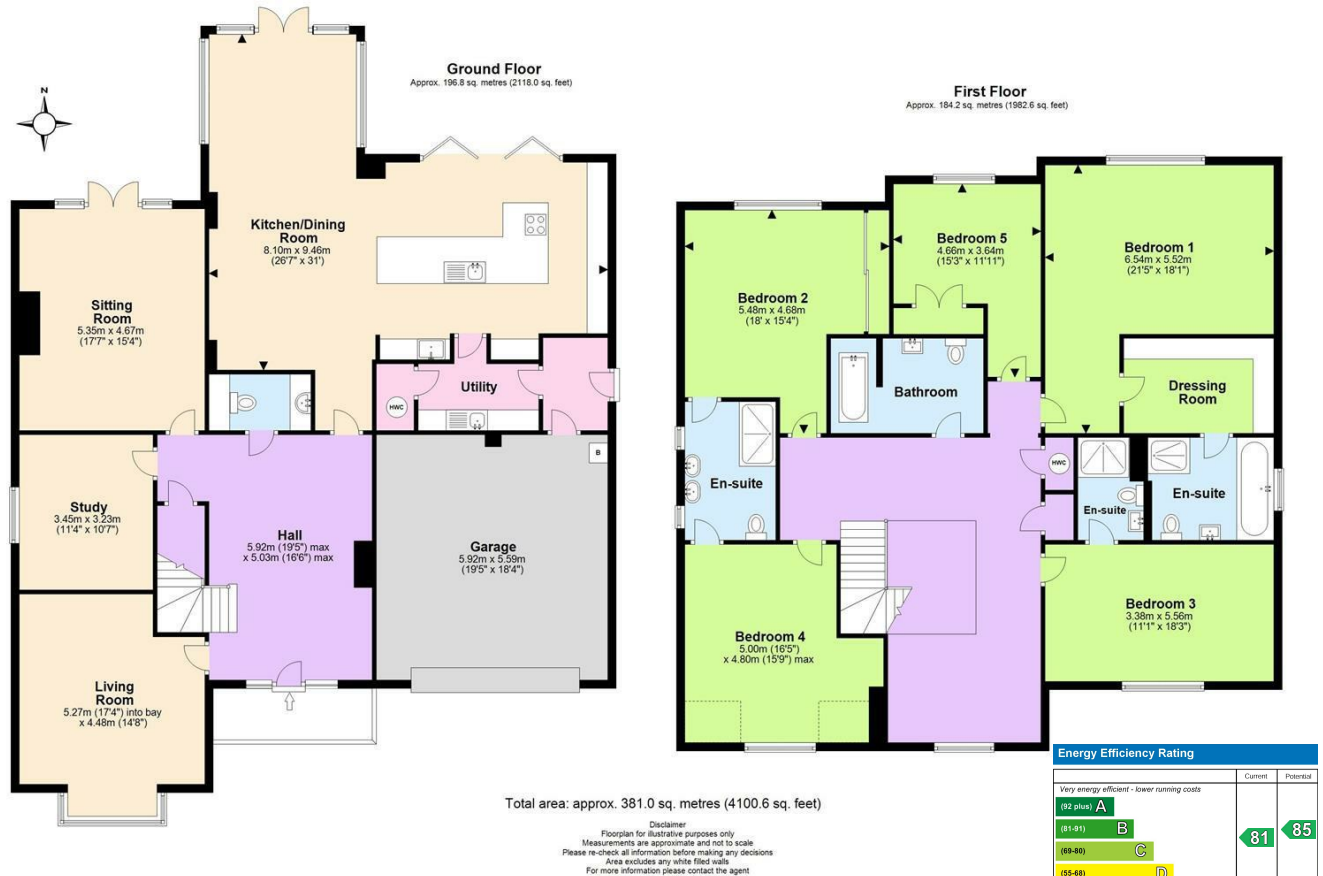 Ground Floor
Approx. 196.8 sq. metres (2118.0 sq. feet)
N
Kitchen/Dining
Room
8.10m x 9.46m
(26'7" x 31')
Sitting
Room
5.35m x 4.67m
(17'7" x 15'4")
Utility
HWC
B
Study
3.45m x 3.23m
(11'4" x 10'7")
Hall
5.92m (19'5") max
x 5.03m (16'6") max
Garage
5.92m x 5.59m
(19'5" x 18'4")
Living
Room
5.27m (17'4") into bay
x 4.48m (14'8")
First Floor
Approx. 184.2 sq. metres (1982.6 sq. feet)
Bedroom 5
4.66m x 3.64m
(15'3" x 11'11")
Bedroom 1
6.54m x 5.52m
(21'5" x 18'1")
Bedroom 2
5.48m x 4.68m
(18' x 15'4")
Bathroom
Dressing
Room
HWC
En-suite
En-suite
En-suite
Bedroom 3
3.38m x 5.56m
(11'1" x 18'3")
Bedroom 4
5.00m (16'5")
x 4.80m (15'9") max
Total area: approx. 381.0 sq. metres (4100.6 sq. feet)
Disclaimer
Floorplan for illustrative purposes only
Measurements are approximate and not to scale
Please re-check all information before making any decisions
Area excludes any white filled walls
For more information please contact the agent
Energy Efficiency Rating
Current Potential
Very energy efficient - lower running costs
(92 plus) A
(81-91) B
81 85
(69-80) C
(55-68) D